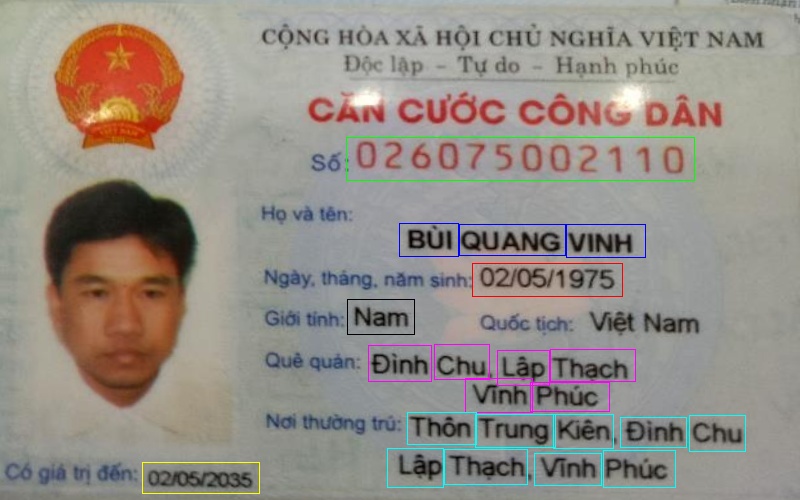 CỘNG HÒA XÃ HỘI CHỦ NGHĨA VIỆT NAM
Độc lập - Tự do - Hạnh phúc
CĂN CƯỚC CÔNG DÂN
Số: 026075002110
Họ và tên:
BÙI QUANG VINH
Ngày, tháng, năm sinh: 02/05/1975
Giới tính: Nam Quốc tịch: Việt Nam
Quê quán: Đình Chu, Lập Thạch
Vĩnh Phúc
Nơi thường trú: Thôn Trung Kiên, Đình Chu
Lập Thạch, Vĩnh Phúc
Có giá trị đến: 02/05/2035